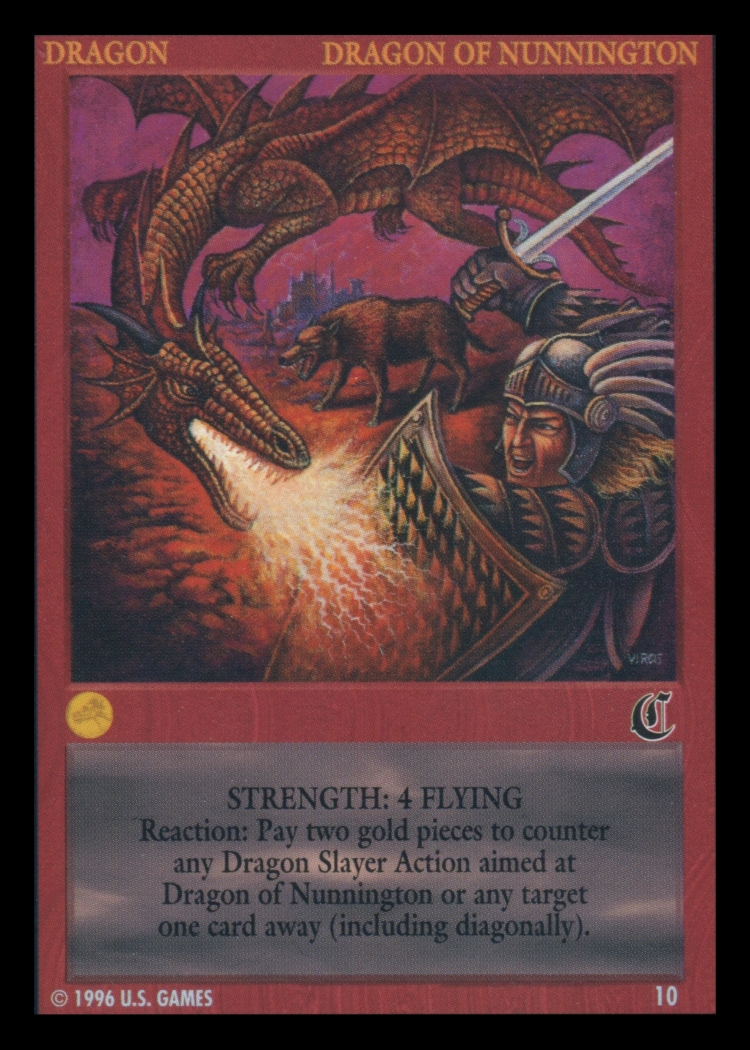 DRAGON DRAGON OF NUNNINGTON
VIROS
C
STRENGTH: 4 FLYING
Reaction: Pay two gold pieces to counter
any Dragon Slayer Action aimed at
Dragon of Nunnington or any target
one card away (including diagonally).
© 1996 U.S. GAMES 10